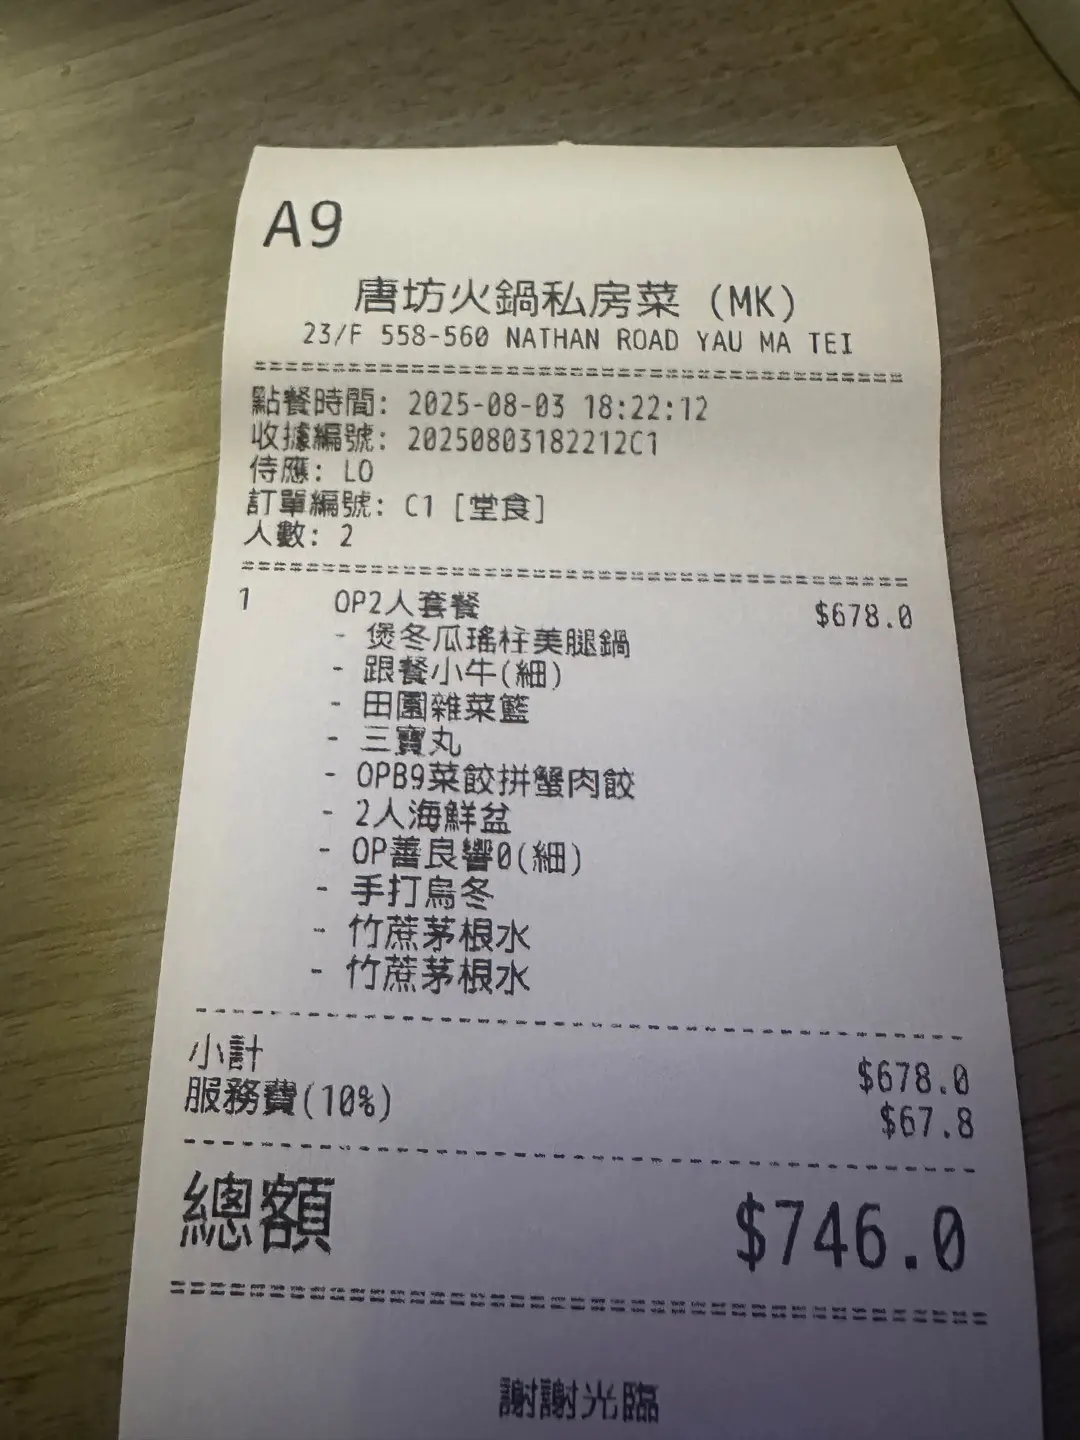 A9
唐坊火鍋私房菜 (MK)
23/F 558-560 NATHAN ROAD YAU MA TEI
點餐時間: 2025-08-03 18:22:12
收據編號: 20250803182212C1
侍應: LO
訂單編號: C1 [堂食]
人數: 2
1 OP2人套餐 $678.0
- 煲冬瓜瑤柱美腿鍋
- 跟餐小牛(細)
- 田園雜菜籃
- 三寶丸
- OPB9菜餃拼蟹肉餃
- 2人海鮮盆
- OP善良響0(細)
- 手打烏冬
- 竹蔗茅根水
- 竹蔗茅根水
小計 $678.0
服務費(10%) $67.8
總額 $746.0
謝謝光臨